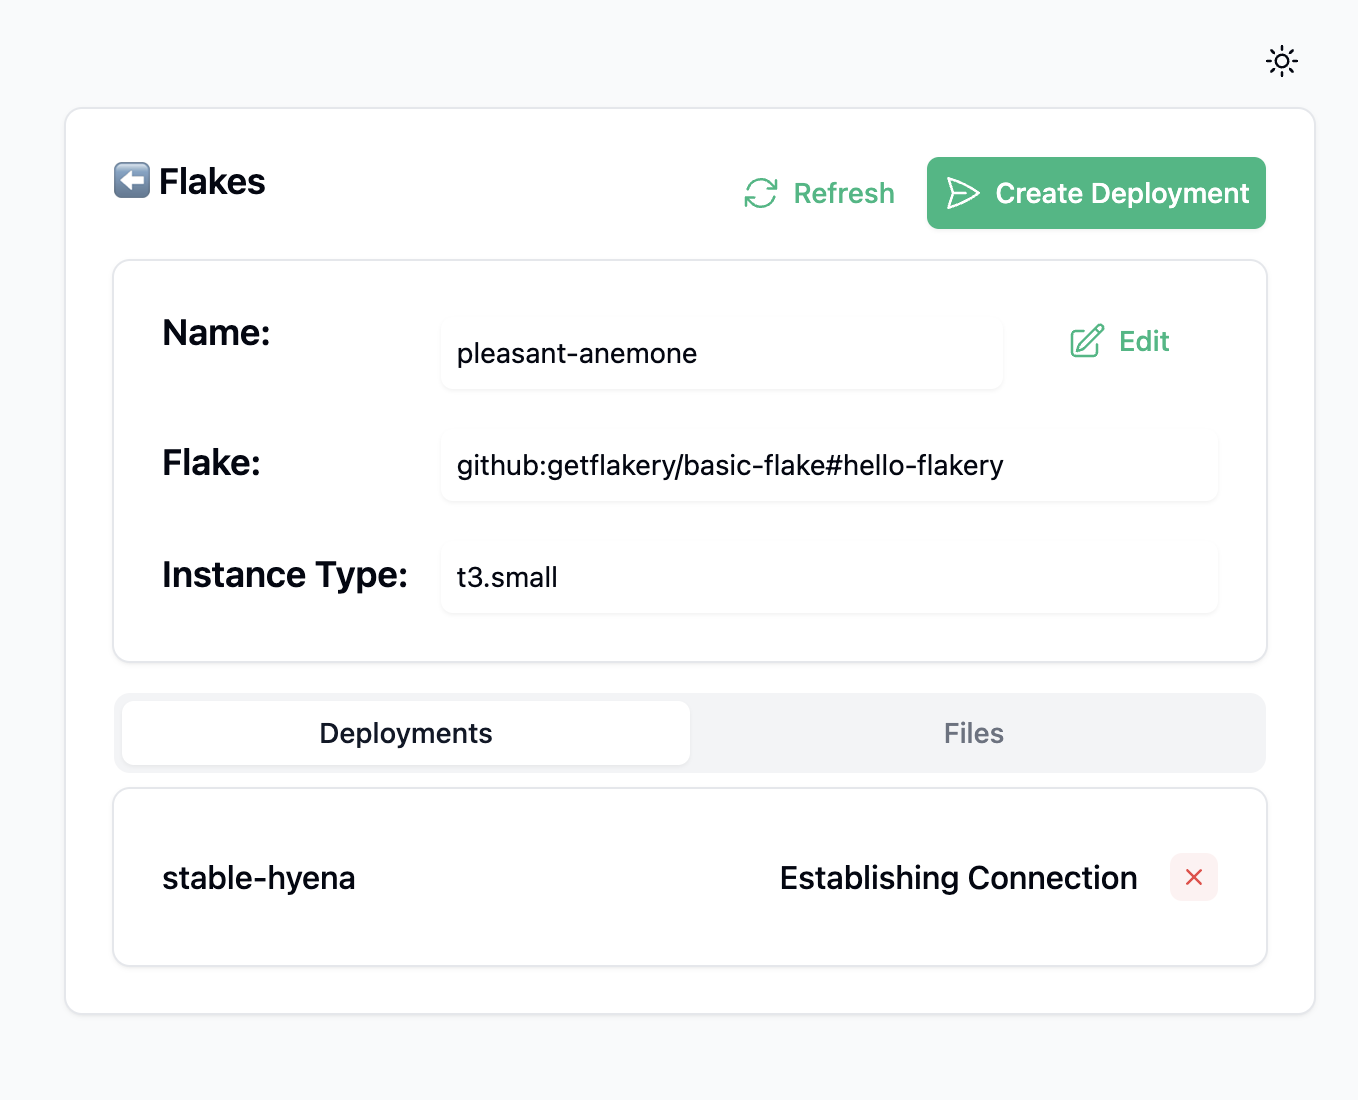 Flakes
Refresh
Create Deployment
Name:
pleasant-anemone
Edit
Flake:
github:getflakery/basic-flake#hello-flakery
Instance Type:
t3.small
Deployments
Files
stable-hyena
Establishing Connection